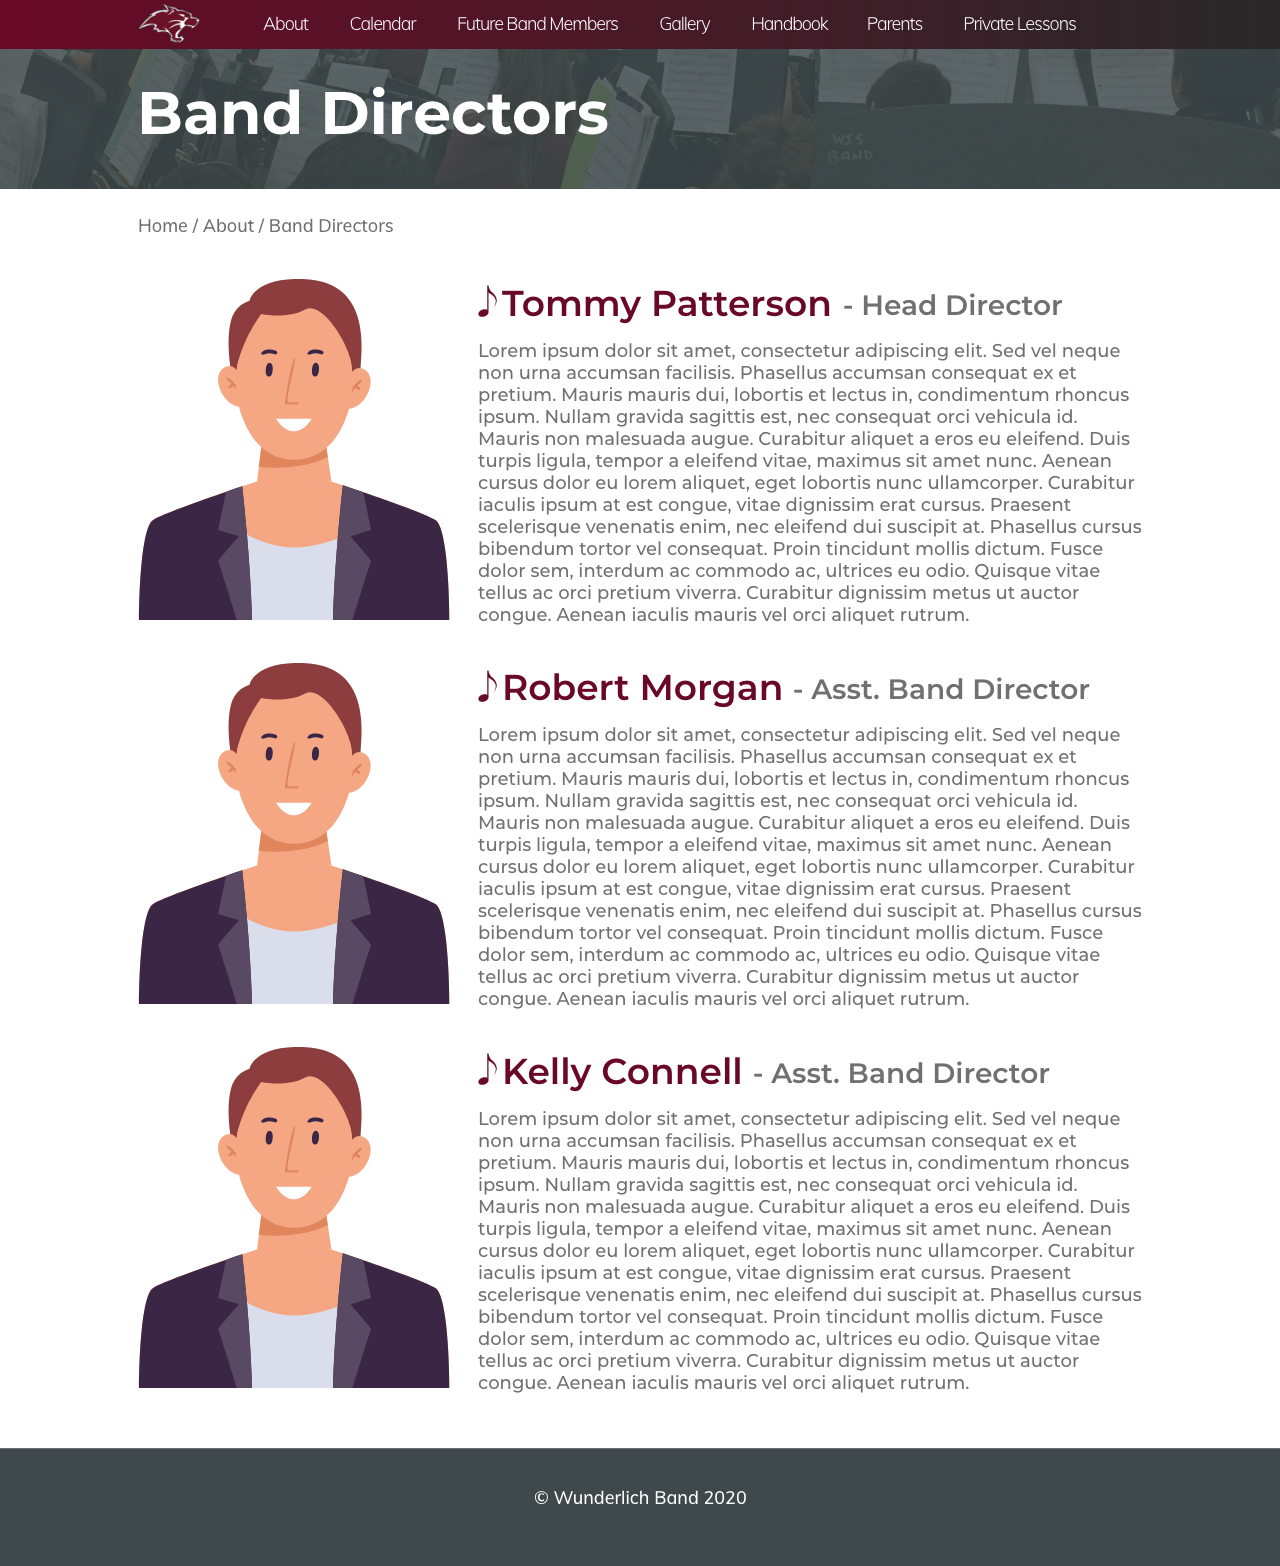 About Calendar Future Band Members Gallery Handbook Parents Private Lessons
WIS
BAND
Band Directors
Home / About / Band Directors
Tommy Patterson - Head Director
Lorem ipsum dolor sit amet, consectetur adipiscing elit. Sed vel neque
non urna accumsan facilisis. Phasellus accumsan consequat ex et
pretium. Mauris mauris dui, lobortis et lectus in, condimentum rhoncus
ipsum. Nullam gravida sagittis est, nec consequat orci vehicula id.
Mauris non malesuada augue. Curabitur aliquet a eros eu eleifend. Duis
turpis ligula, tempor a eleifend vitae, maximus sit amet nunc. Aenean
cursus dolor eu lorem aliquet, eget lobortis nunc ullamcorper. Curabitur
iaculis ipsum at est congue, vitae dignissim erat cursus. Praesent
scelerisque venenatis enim, nec eleifend dui suscipit at. Phasellus cursus
bibendum tortor vel consequat. Proin tincidunt mollis dictum. Fusce
dolor sem, interdum ac commodo ac, ultrices eu odio. Quisque vitae
tellus ac orci pretium viverra. Curabitur dignissim metus ut auctor
congue. Aenean iaculis mauris vel orci aliquet rutrum.
Robert Morgan - Asst. Band Director
Lorem ipsum dolor sit amet, consectetur adipiscing elit. Sed vel neque
non urna accumsan facilisis. Phasellus accumsan consequat ex et
pretium. Mauris mauris dui, lobortis et lectus in, condimentum rhoncus
ipsum. Nullam gravida sagittis est, nec consequat orci vehicula id.
Mauris non malesuada augue. Curabitur aliquet a eros eu eleifend. Duis
turpis ligula, tempor a eleifend vitae, maximus sit amet nunc. Aenean
cursus dolor eu lorem aliquet, eget lobortis nunc ullamcorper. Curabitur
iaculis ipsum at est congue, vitae dignissim erat cursus. Praesent
scelerisque venenatis enim, nec eleifend dui suscipit at. Phasellus cursus
bibendum tortor vel consequat. Proin tincidunt mollis dictum. Fusce
dolor sem, interdum ac commodo ac, ultrices eu odio. Quisque vitae
tellus ac orci pretium viverra. Curabitur dignissim metus ut auctor
congue. Aenean iaculis mauris vel orci aliquet rutrum.
Kelly Connell - Asst. Band Director
Lorem ipsum dolor sit amet, consectetur adipiscing elit. Sed vel neque
non urna accumsan facilisis. Phasellus accumsan consequat ex et
pretium. Mauris mauris dui, lobortis et lectus in, condimentum rhoncus
ipsum. Nullam gravida sagittis est, nec consequat orci vehicula id.
Mauris non malesuada augue. Curabitur aliquet a eros eu eleifend. Duis
turpis ligula, tempor a eleifend vitae, maximus sit amet nunc. Aenean
cursus dolor eu lorem aliquet, eget lobortis nunc ullamcorper. Curabitur
iaculis ipsum at est congue, vitae dignissim erat cursus. Praesent
scelerisque venenatis enim, nec eleifend dui suscipit at. Phasellus cursus
bibendum tortor vel consequat. Proin tincidunt mollis dictum. Fusce
dolor sem, interdum ac commodo ac, ultrices eu odio. Quisque vitae
tellus ac orci pretium viverra. Curabitur dignissim metus ut auctor
congue. Aenean iaculis mauris vel orci aliquet rutrum.
© Wunderlich Band 2020